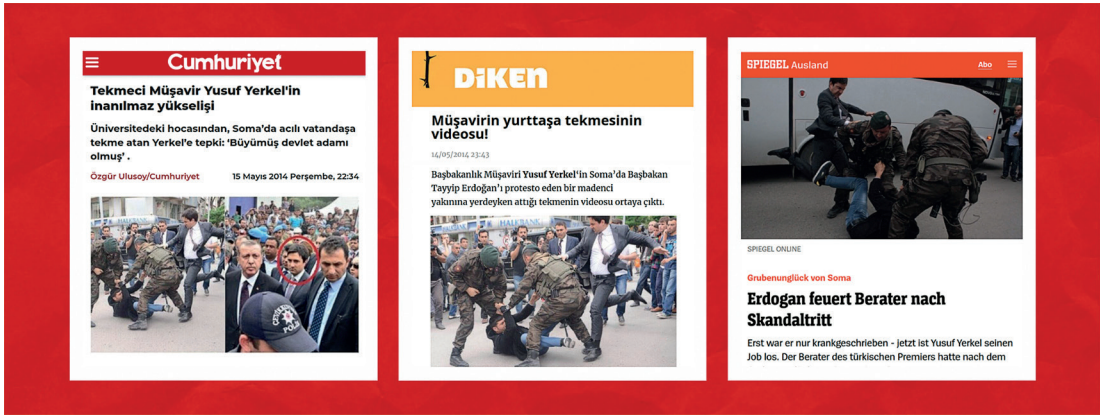 Cumhuriyet
Tekmeci Müşavir Yusuf Yerkel'in
inanılmaz yükselişi
Üniversitedeki hocasından, Soma'da acılı vatandaşa
tekme atan Yerkel'e tepki: 'Büyümüş devlet adamı
olmuş' .
Özgür Ulusoy/Cumhuriyet 15 Mayıs 2014 Perşembe, 22:34
HALKBANK
POLİS
DİKEN
Müşavirin yurttaşa tekmesinin
videosu!
14/05/2014 23:43
Başbakanlık Müşaviri Yusuf Yerkel'in Soma'da Başbakan
Tayyip Erdoğan'ı protesto eden bir madenci
yakınına yerdeyken attığı tekmenin videosu ortaya çıktı.
HALKBANK
SPIEGEL Ausland Abo
SPIEGEL ONLINE
Grubenunglück von Soma
Erdogan feuert Berater nach
Skandaltritt
Erst war er nur krankgeschrieben - jetzt ist Yusuf Yerkel seinen
Job los. Der Berater des türkischen Premiers hatte nach dem